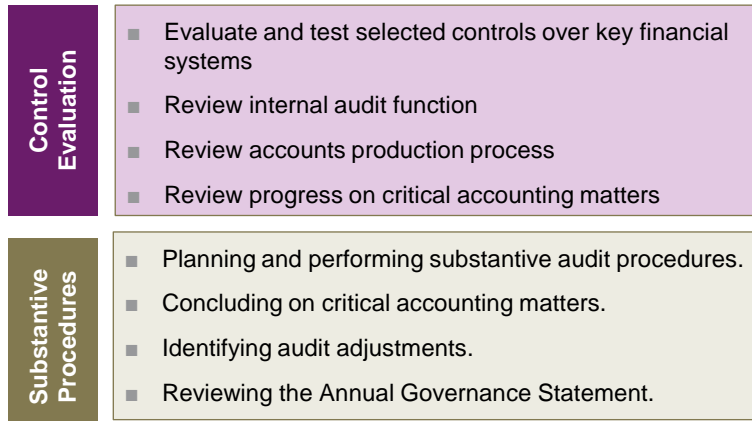 Control
Evaluation
■ Evaluate and test selected controls over key financial
systems
■ Review internal audit function
■ Review accounts production process
■ Review progress on critical accounting matters
Substantive
Procedures
■ Planning and performing substantive audit procedures.
■ Concluding on critical accounting matters.
■ Identifying audit adjustments.
■ Reviewing the Annual Governance Statement.